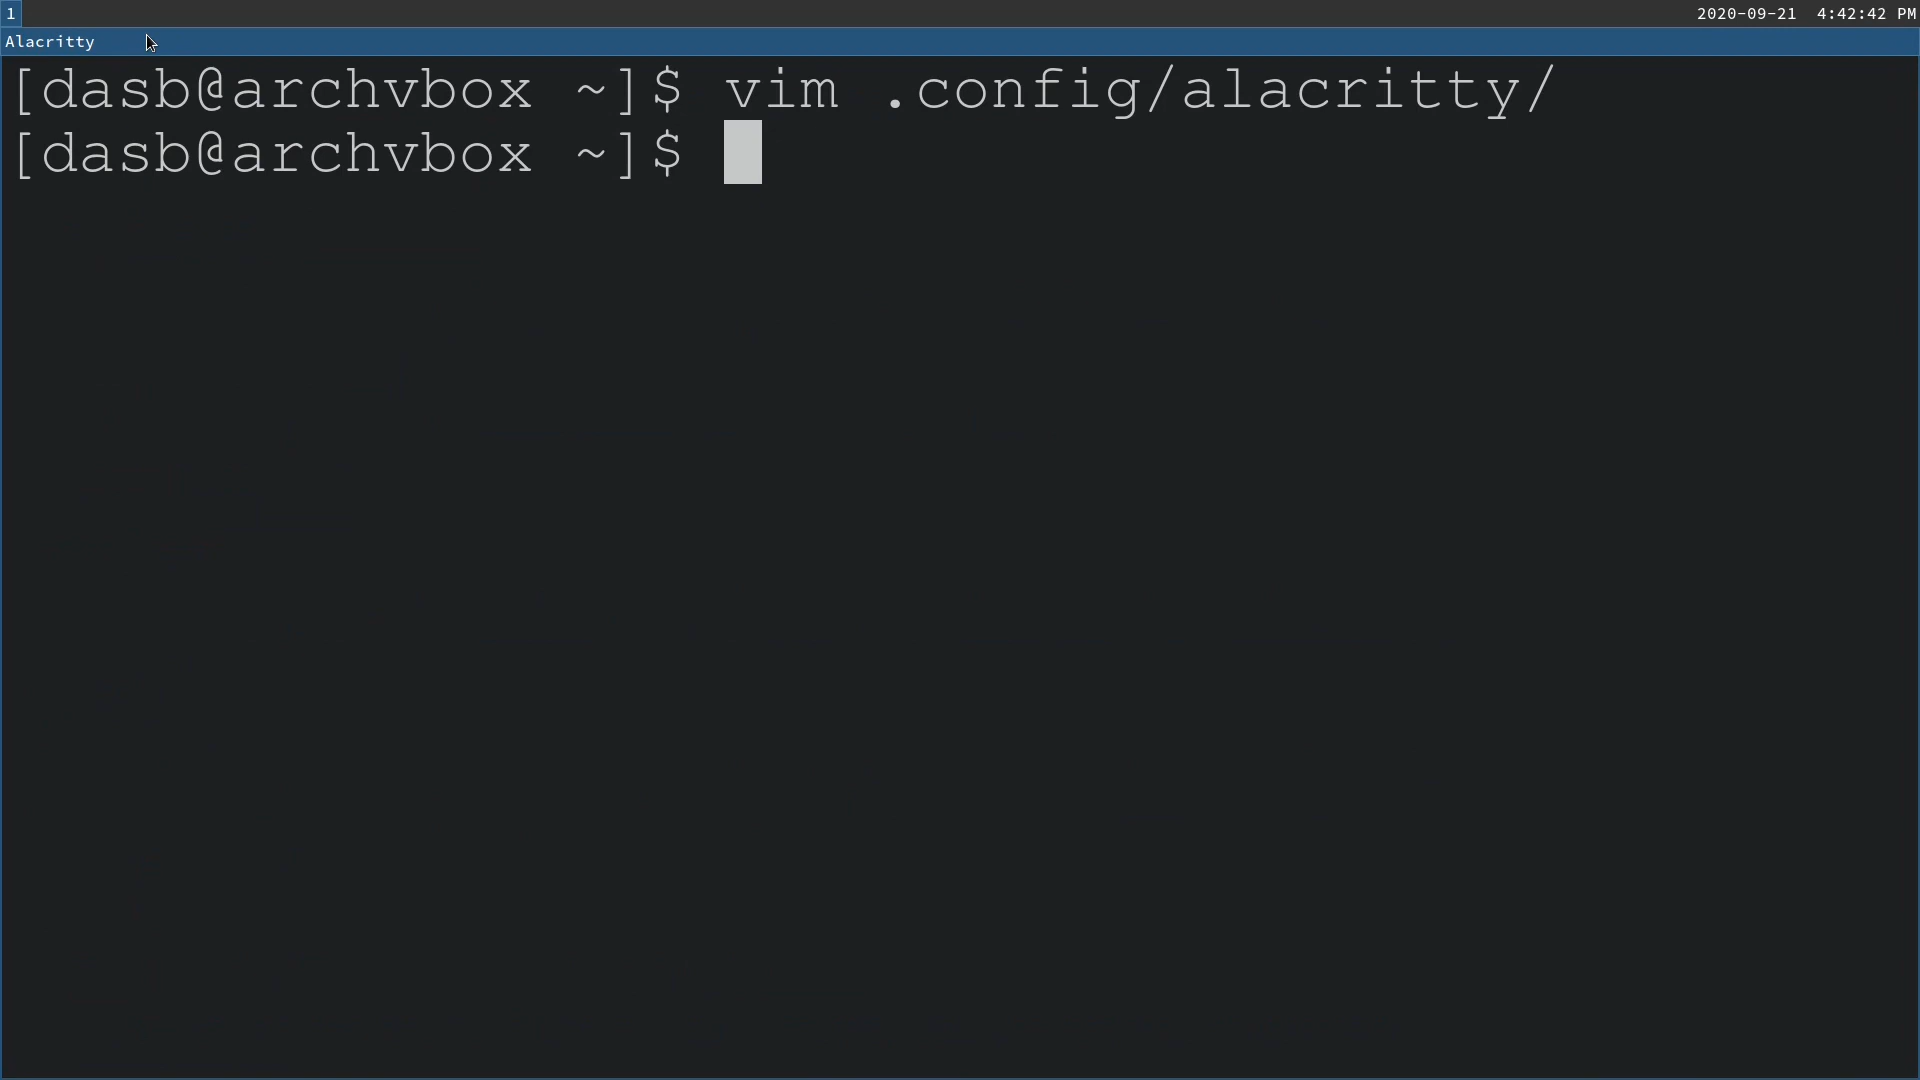 1 2020-09-21 4:42:42 PM
Alacritty
[dasb@archvbox ~]$ vim .config/alacritty/
[dasb@archvbox ~]$